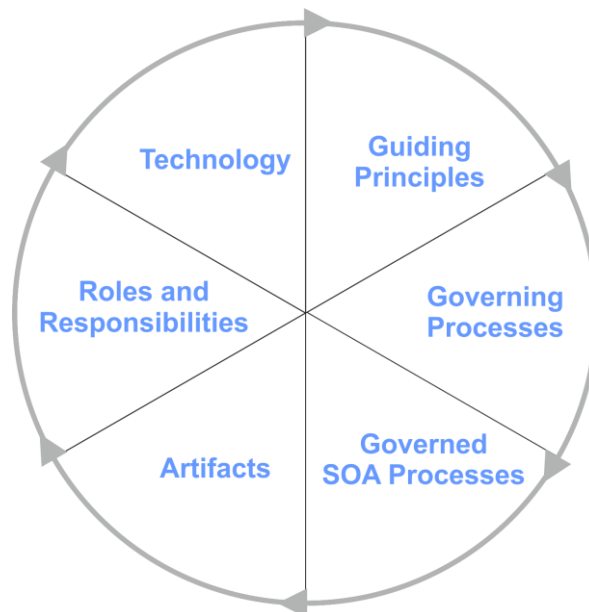 Technology
Guiding
Principles
Roles and
Responsibilities
Governing
Processes
Artifacts
Governed
SOA Processes